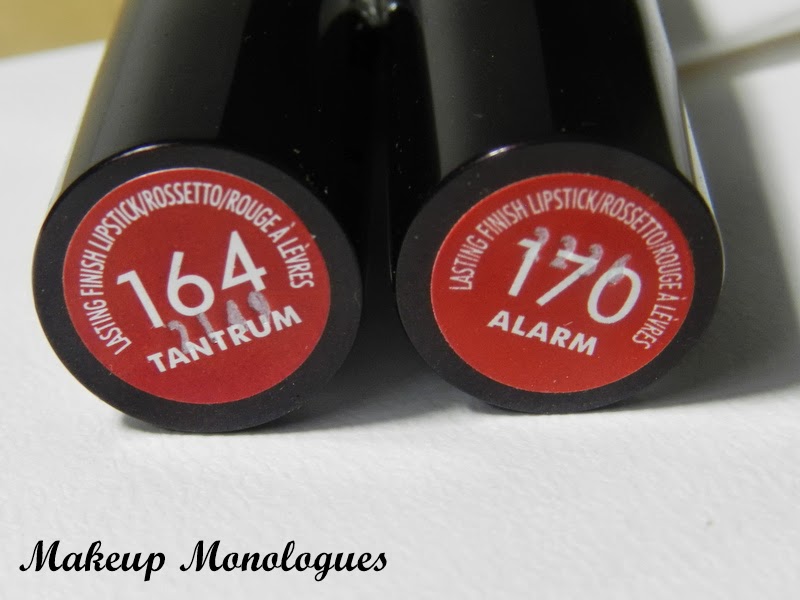 LASTING FINISH LIPSTICK/ROSSETTO/ROUGE À LÈVRES
164
TANTRUM
LASTING FINISH LIPSTICK/ROSSETTO/ROUGE À LÈVRES
170
ALARM
Makeup Monologues